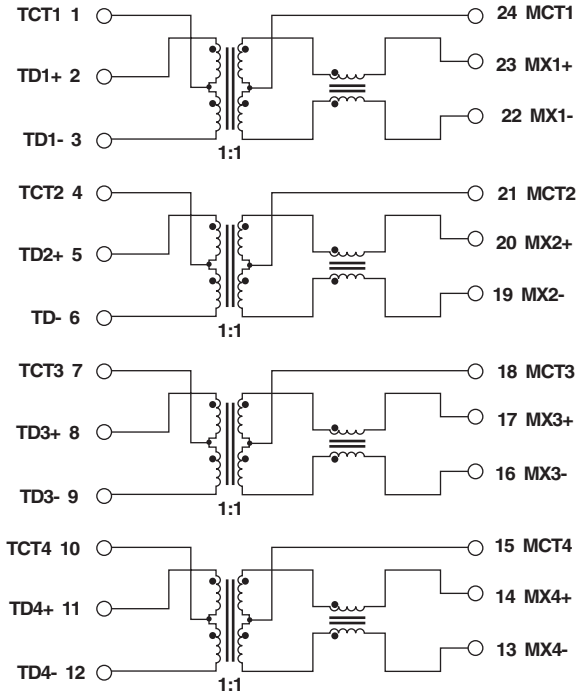 TCT1 1
24 MCT1
TD1+ 2
23 MX1+
22 MX1-
TD1- 3
1:1
TCT2 4
21 MCT2
TD2+ 5
20 MX2+
19 MX2-
TD- 6
1:1
TCT3 7
18 MCT3
TD3+ 8
17 MX3+
16 MX3-
TD3- 9
1:1
TCT4 10
15 MCT4
TD4+ 11
14 MX4+
13 MX4-
TD4- 12
1:1